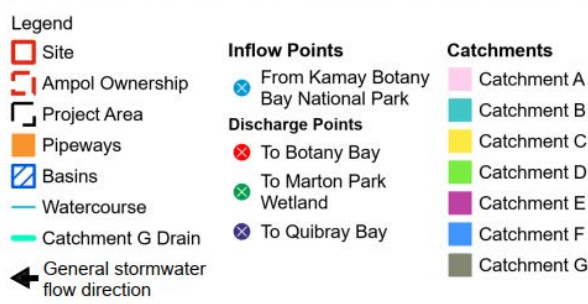 Legend
Site
Ampol Ownership
Project Area
Pipeways
Basins
Watercourse
Catchment G Drain
General stormwater
flow direction
Inflow Points
From Kamay Botany
Bay National Park
Discharge Points
To Botany Bay
To Marton Park
Wetland
To Quibray Bay
Catchments
Catchment A
Catchment B
Catchment C
Catchment D
Catchment E
Catchment F
Catchment G